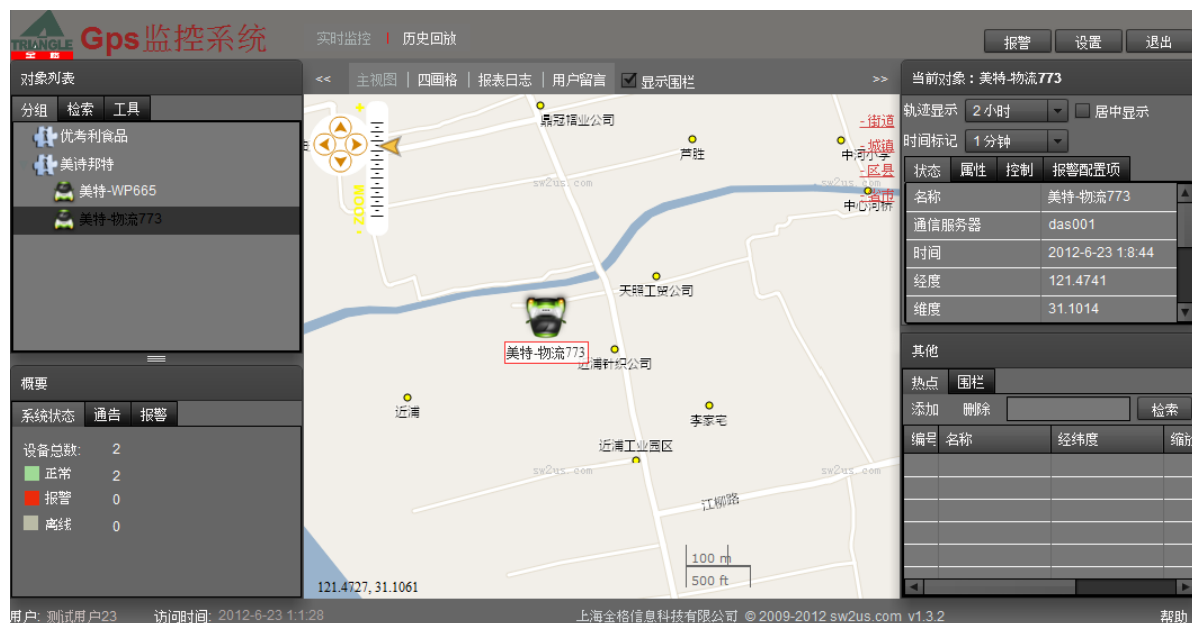 TRIANGLE
全格
Gps监控系统
实时监控 | 历史回放
报警 设置 退出
对象列表
分组 检索 工具
优考利食品
美诗邦特
美特-WP665
美特-物流773
概要
系统状态 通告 报警
设备总数: 2
正常 2
报警 0
离线 0
<< 主视图 | 四画格 | 报表日志 | 用户留言 显示围栏 >>
ZOOM
鼎冠帽业公司
芦胜
中河小学
中心河桥
- 街道
- 城镇
- 区县
- 省市
sw2us.com
sw2us.com
天照工贸公司
美特-物流773
近浦针织公司
近浦
李家宅
近浦工业园区
sw2us.com
sw2us.com
江柳路
100 m
500 ft
121.4727, 31.1061
当前对象：美特-物流773
轨迹显示 2小时 居中显示
时间标记 1分钟
状态 属性 控制 报警配置项
名称 美特-物流773
通信服务器 das001
时间 2012-6-23 1:8:44
经度 121.4741
维度 31.1014
其他
热点 围栏
添加 删除 检索
编号 名称 经纬度 缩放
用户: 测试用户23 访问时间: 2012-6-23 1:1:28
上海全格信息科技有限公司 © 2009-2012 sw2us.com v1.3.2
帮助